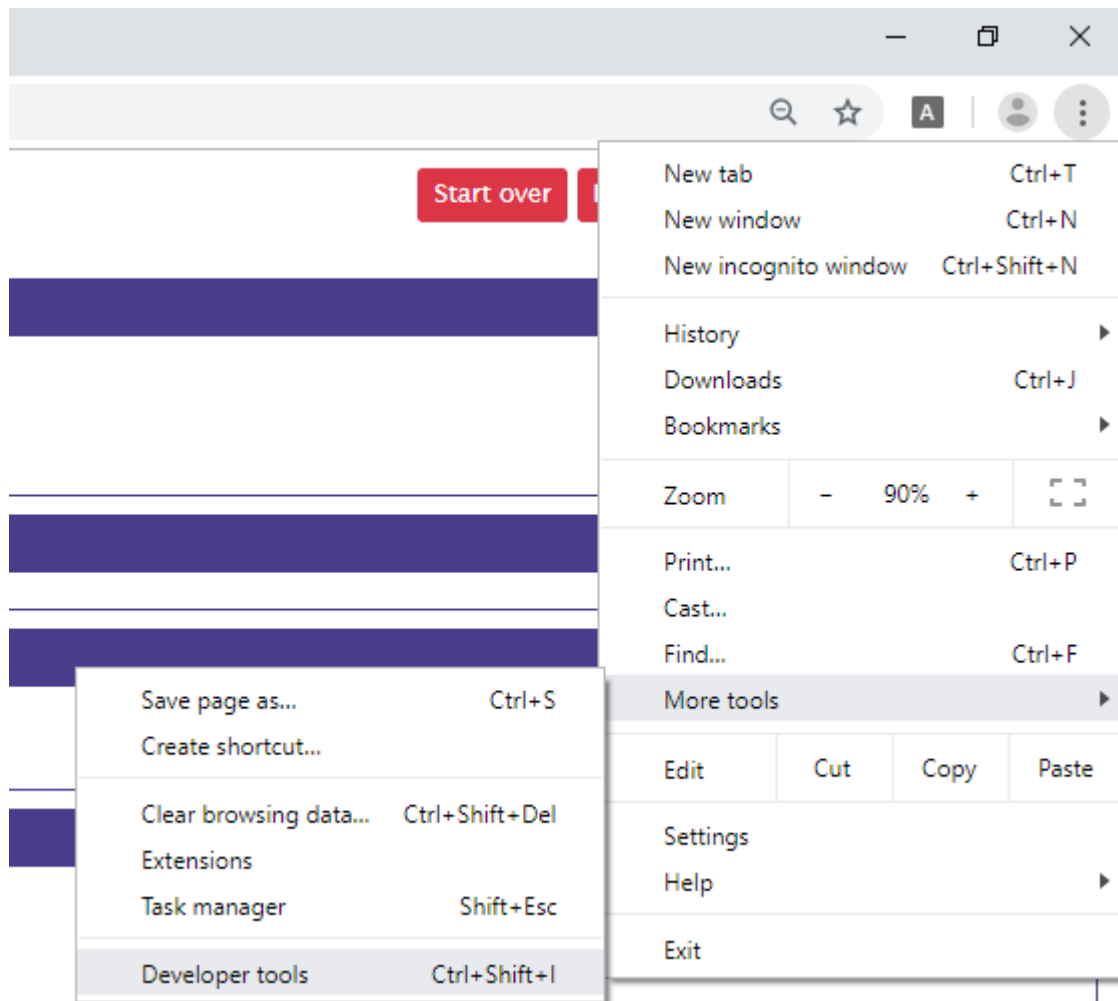 A
Start over
New tab Ctrl+T
New window Ctrl+N
New incognito window Ctrl+Shift+N
History
Downloads Ctrl+J
Bookmarks
Zoom - 90% +
Print... Ctrl+P
Cast...
Find... Ctrl+F
More tools
Edit Cut Copy Paste
Settings
Help
Exit
Save page as... Ctrl+S
Create shortcut...
Clear browsing data... Ctrl+Shift+Del
Extensions
Task manager Shift+Esc
Developer tools Ctrl+Shift+I